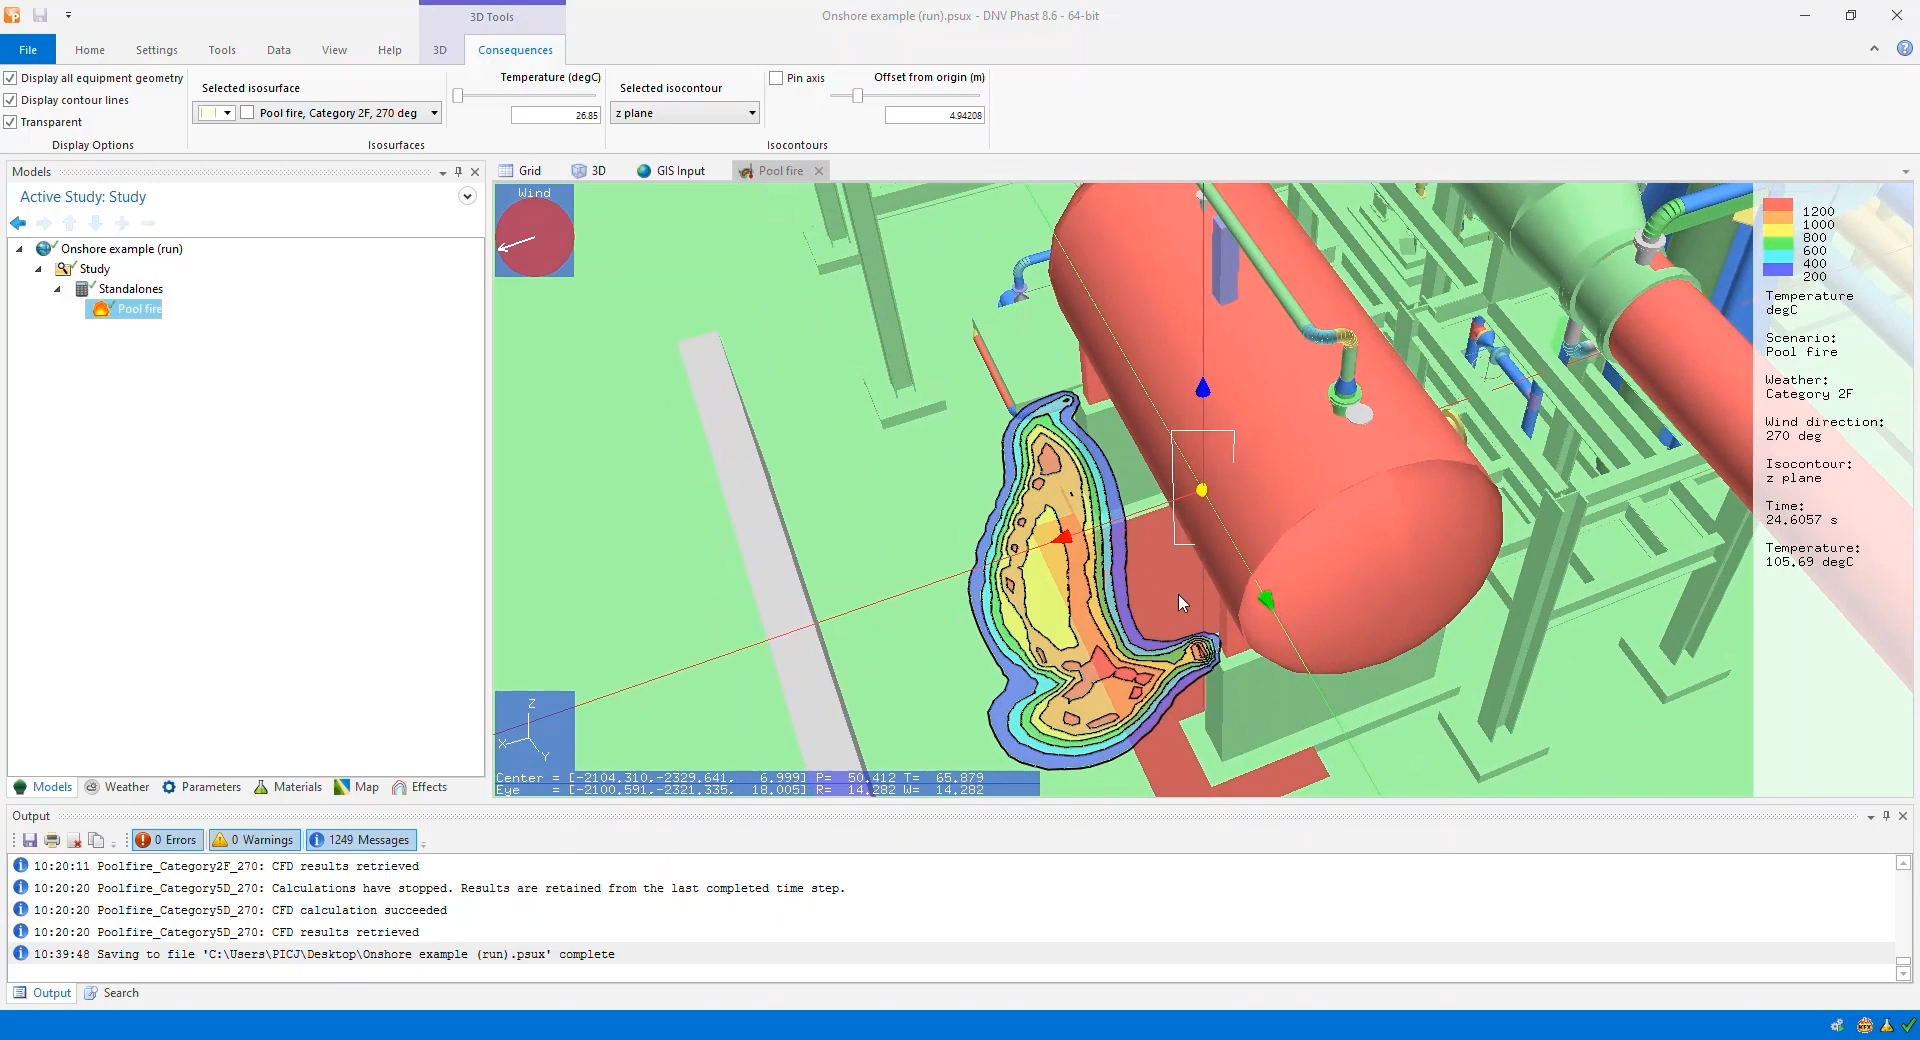 3D Tools
Onshore example (run).psux - DNV Phast 8.6 - 64-bit
File Home Settings Tools Data View Help 3D Consequences
Display all equipment geometry
Display contour lines
Transparent
Display Options
Selected isosurface
Pool fire, Category 2F, 270 deg
Temperature (degC)
26.85
Isosurfaces
Selected isocontour
z plane
Pin axis
Offset from origin (m)
4.94208
Isocontours
Models
Active Study: Study
Onshore example (run)
Study
Standalones
Pool fire
Models Weather Parameters Materials Map Effects
Grid 3D GIS Input Pool fire
Wind
1200
1000
800
600
400
200
Temperature
degC
Scenario:
Pool fire
Weather:
Category 2F
Wind direction:
270 deg
Isocontour:
z plane
Time:
24.6057 s
Temperature:
105.69 degC
Z
X
Y
Center = [-2104.310,-2329.641, 6.999] P= 50.412 T= 65.879
Eye = [-2100.591,-2321.335, 18.005] R= 14.282 W= 14.282
Output
0 Errors 0 Warnings 1249 Messages
10:20:11 Poolfire_Category2F_270: CFD results retrieved
10:20:20 Poolfire_Category5D_270: Calculations have stopped. Results are retained from the last completed time step.
10:20:20 Poolfire_Category5D_270: CFD calculation succeeded
10:20:20 Poolfire_Category5D_270: CFD results retrieved
10:39:48 Saving to file 'C:\Users\PICJ\Desktop\Onshore example (run).psux' complete
Output Search